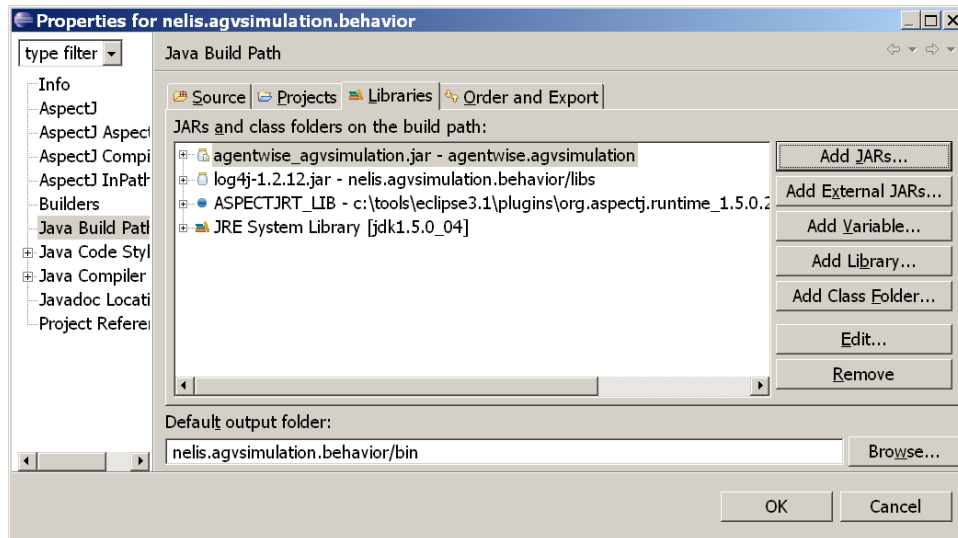 Properties for nelis.agvsimulation.behavior
type filter
Java Build Path
Info
AspectJ
AspectJ Aspect
AspectJ Compi
AspectJ InPath
Builders
Java Build Path
Java Code Styl
Java Compiler
Javadoc Locati
Project Referen
Source Projects Libraries Order and Export
JARs and class folders on the build path:
agentwise_agvsimulation.jar - agentwise.agvsimulation
log4j-1.2.12.jar - nelis.agvsimulation.behavior/libs
ASPECTJRT_LIB - c:\tools\eclipse3.1\plugins\org.aspectj.runtime_1.5.0.2
JRE System Library [jdk1.5.0_04]
Add JARs...
Add External JARs...
Add Variable...
Add Library...
Add Class Folder...
Edit...
Remove
Default output folder:
nelis.agvsimulation.behavior/bin
Browse...
OK Cancel